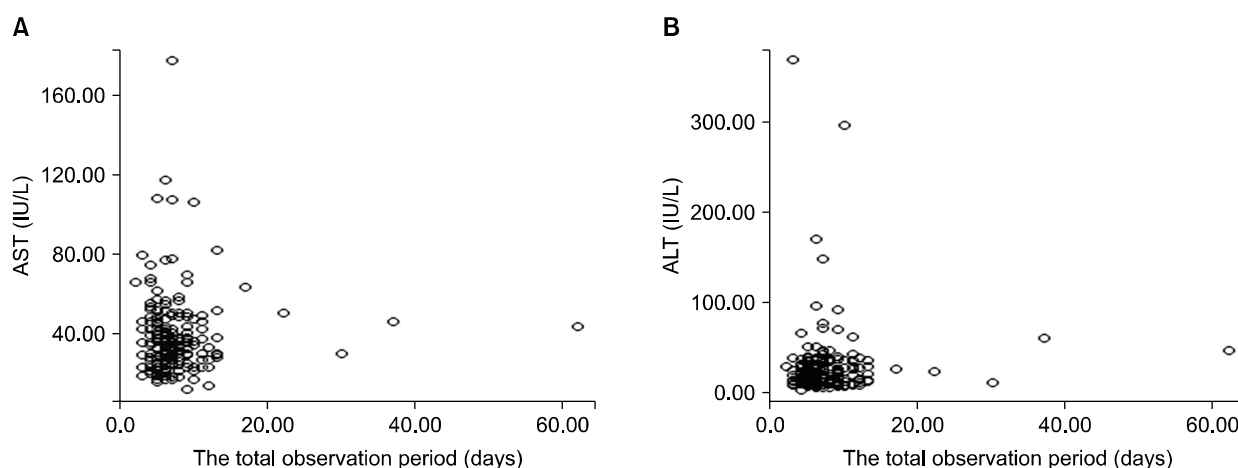 A
AST (IU/L)
160.00
120.00
80.00
40.00
0.0
20.00
40.00
60.00
The total observation period (days)
B
ALT (IU/L)
300.00
200.00
100.00
0.00
0.0
20.00
40.00
60.00
The total observation period (days)